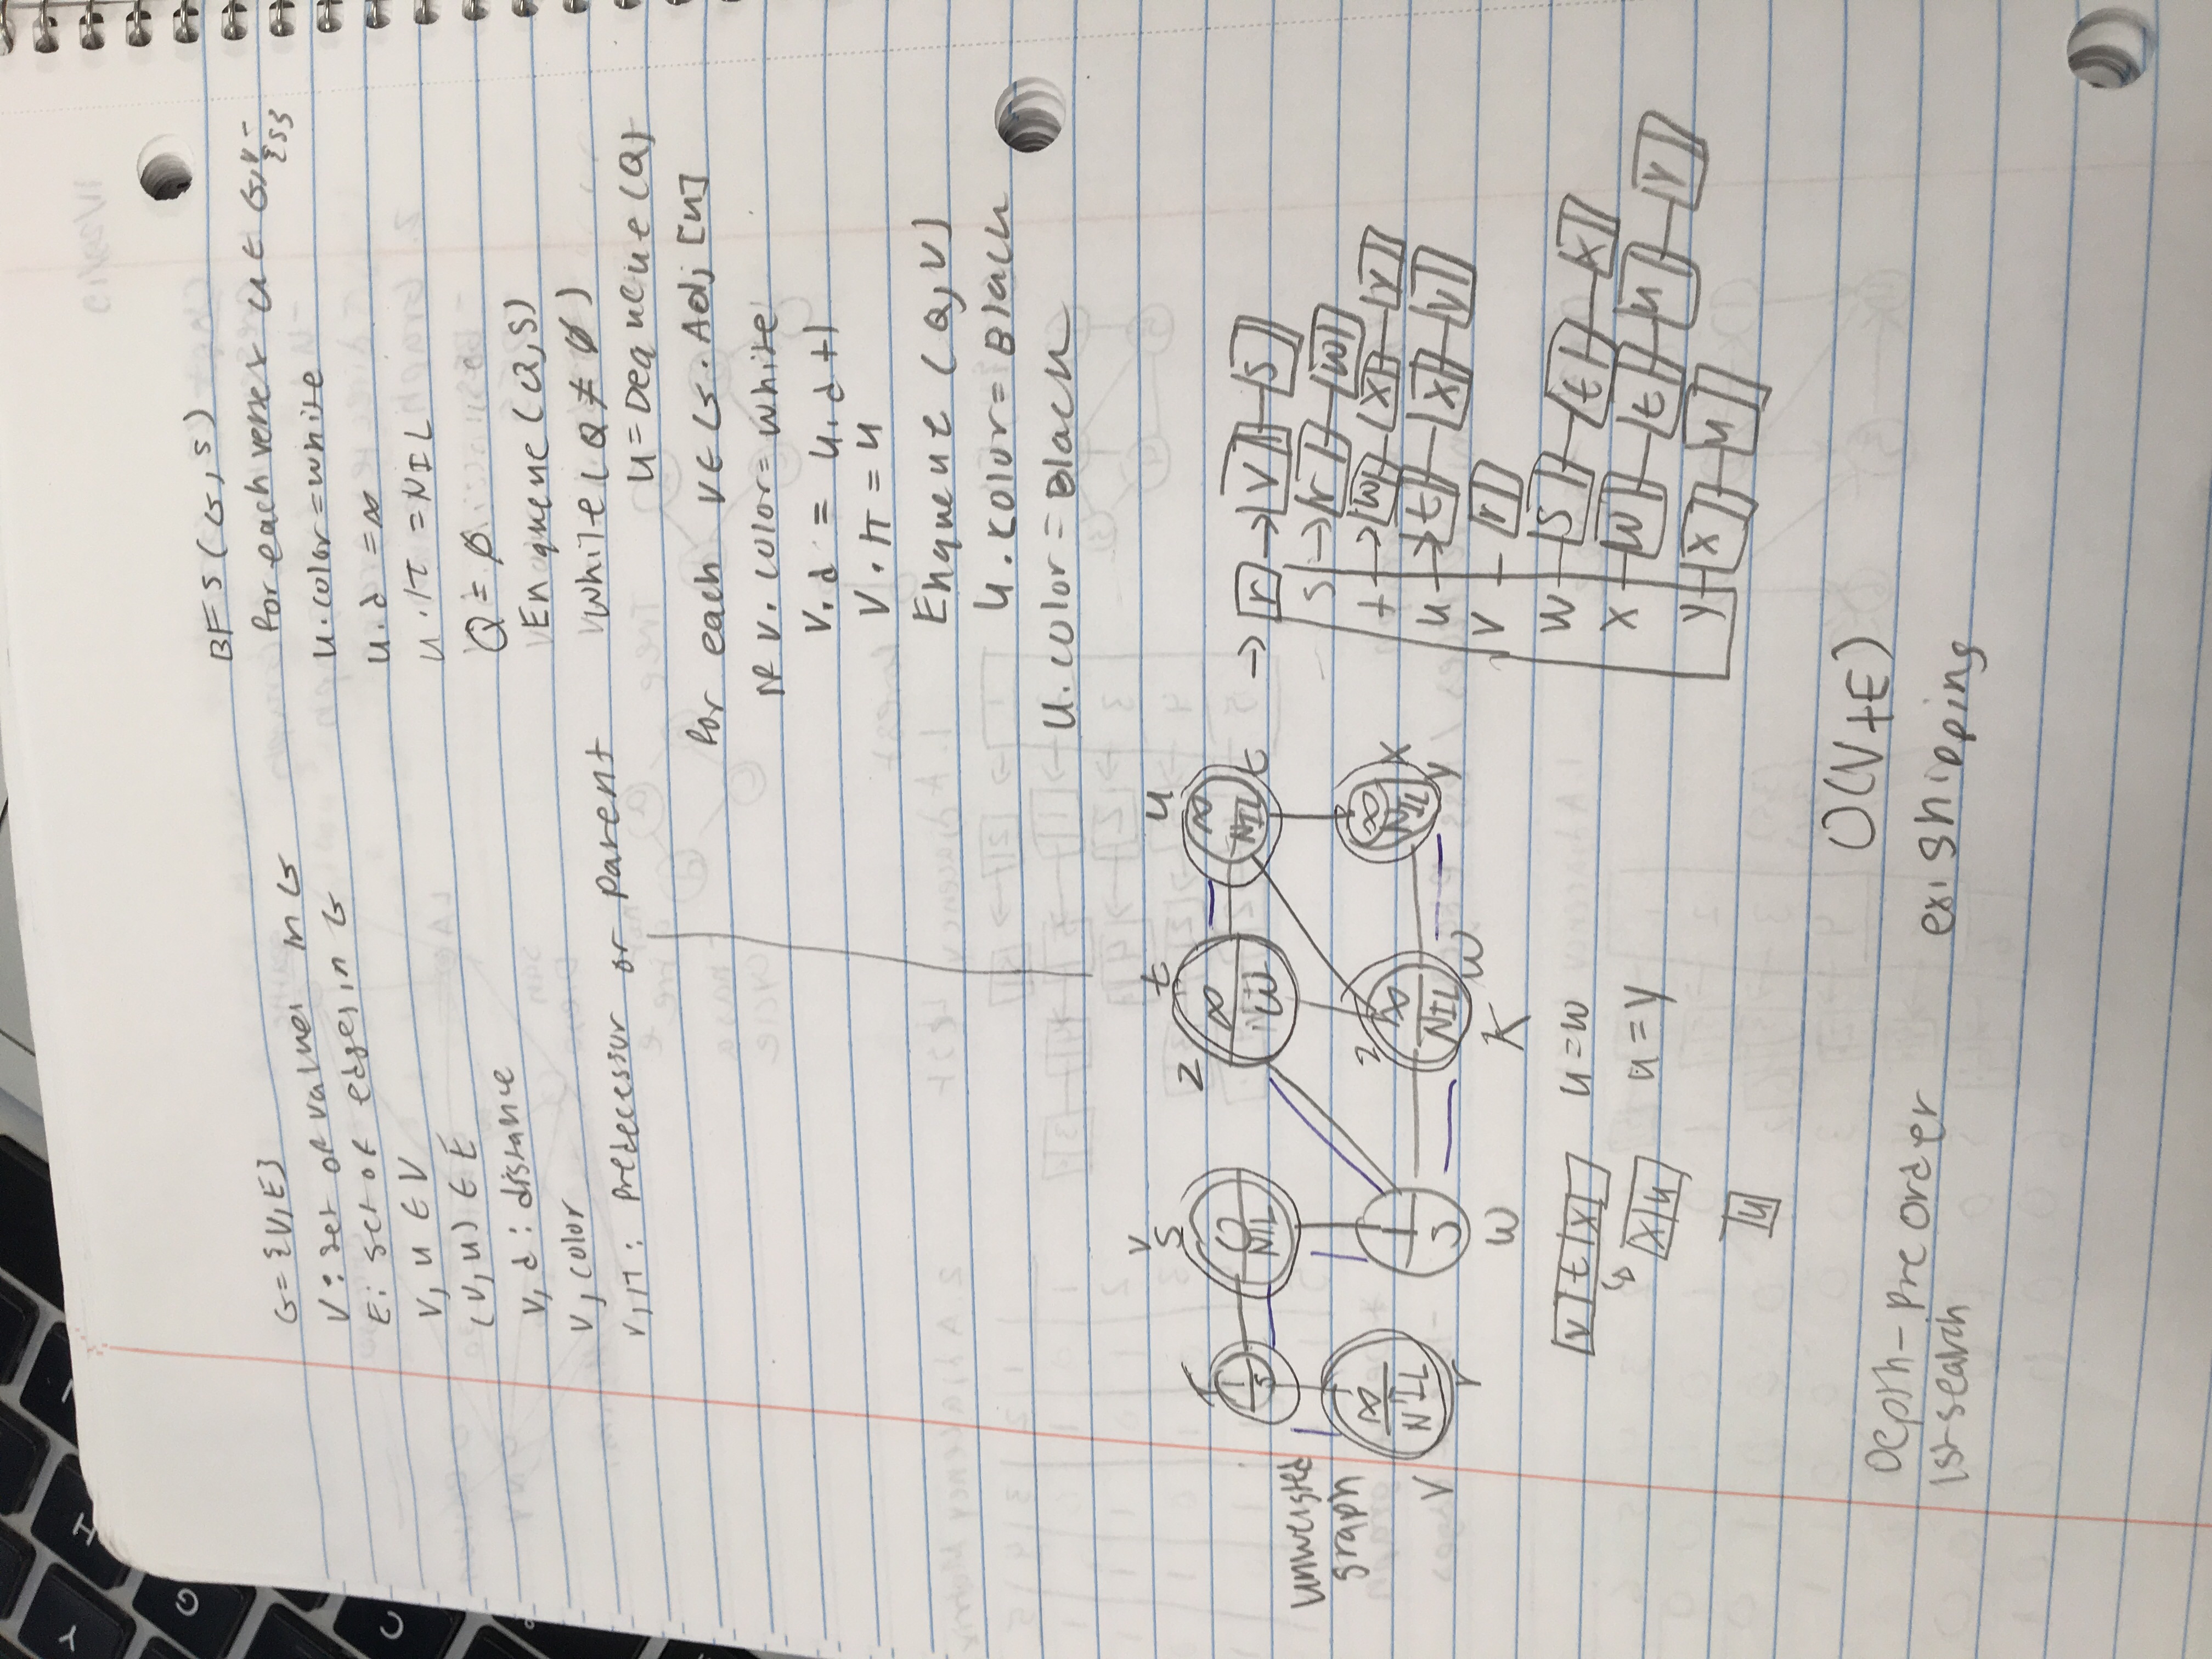 G={V,E}
V: set of values in G
E: set of edges in G
V, u ∈ V
(V, u) ∈ E
V, d : distance
V, color
V, π : Predecessor or parent
BFS (G, S)
for each vertex u ∈ G, V -
{S}
u.color = white
u.d = ∞
u.π = NIL
Q = ∅
Enqueue (Q, S)
while ( Q ≠ ∅ )
u = Dequeue (Q)
for each V ∈ G. Adj [u]
if V. color = white
V.d = u.d +1
V.π = u
Enqueue (Q, V)
u.color = Black
u.color = Black
V
r S 2 t u
1 0 ∞ ∞
S NIL W NIL t
unweighted
graph
∞ 1 2 ∞ ∞
NIL S NIL NIL X
V r W K W y
→ r → V S
S → r W
t → W X Y
u → t X Y
V r
W S t X
X W t u Y
y X u
V t X u = w
X u u = y
u
O(V+E)
Depth - Pre Order
1st search
ex: shipping